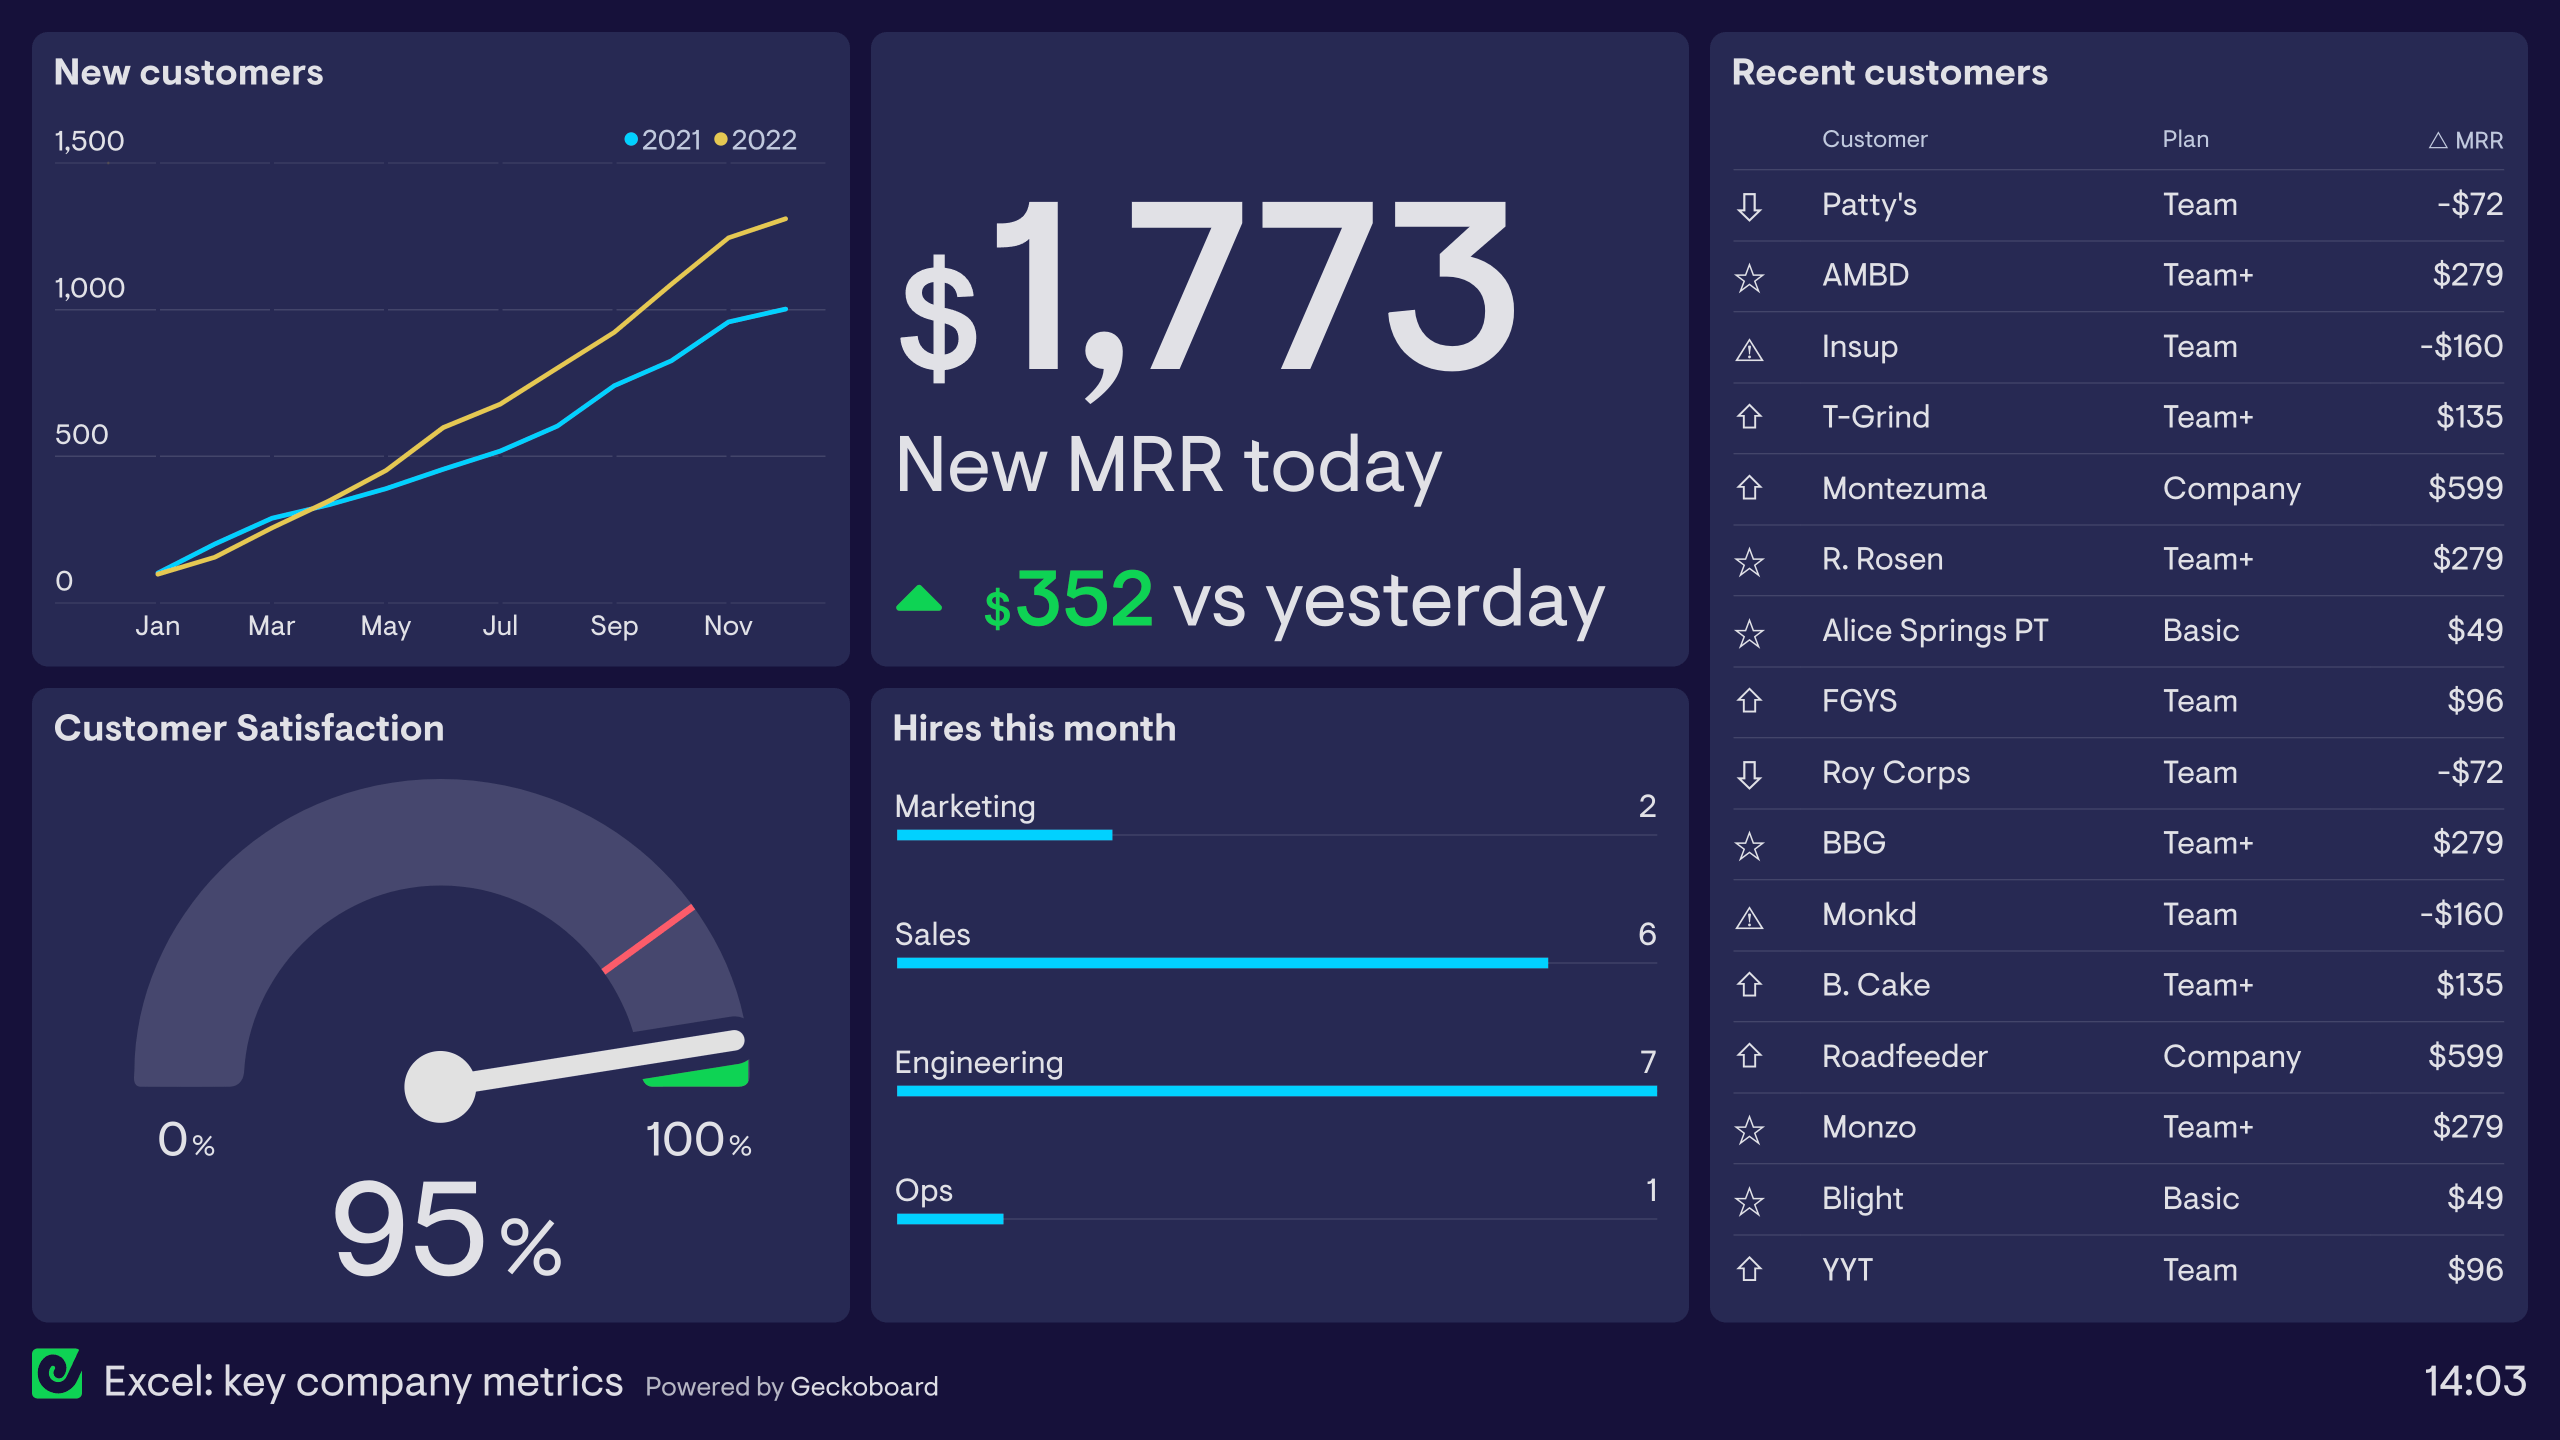 New customers
1,500
2021 2022
1,000
500
0
Jan Mar May Jul Sep Nov
$1,773
New MRR today
$352 vs yesterday
Customer Satisfaction
0% 100%
95%
Hires this month
Marketing 2
Sales 6
Engineering 7
Ops 1
Recent customers
Customer Plan △ MRR
Patty's Team -$72
AMBD Team+ $279
Insup Team -$160
T-Grind Team+ $135
Montezuma Company $599
R. Rosen Team+ $279
Alice Springs PT Basic $49
FGYS Team $96
Roy Corps Team -$72
BBG Team+ $279
Monkd Team -$160
B. Cake Team+ $135
Roadfeeder Company $599
Monzo Team+ $279
Blight Basic $49
YYT Team $96
Excel: key company metrics Powered by Geckoboard
14:03